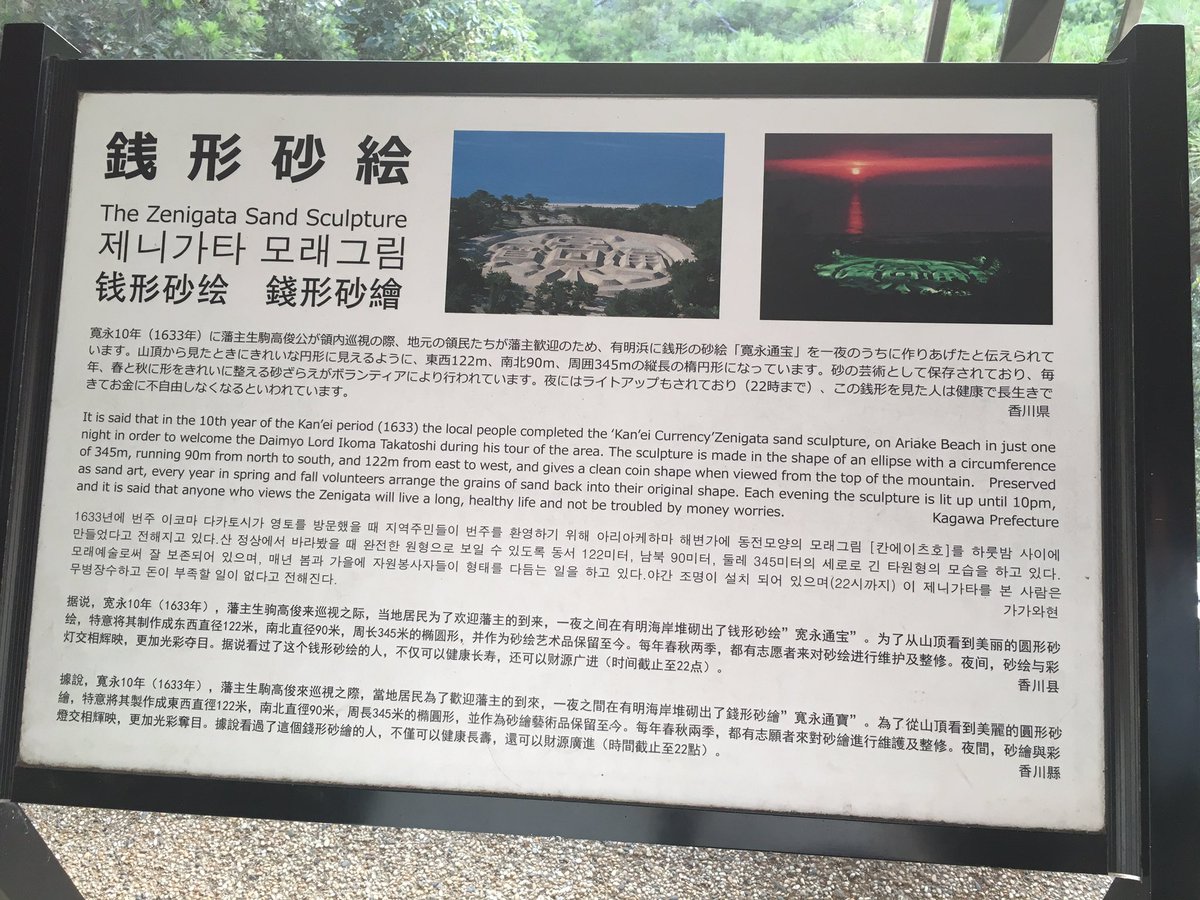 銭形砂絵
The Zenigata Sand Sculpture
제니가타 모래그림
钱形砂绘　錢形砂繪
寛永10年（1633年）に藩主生駒高俊公が領内巡視の際、地元の領民たちが藩主歓迎のため、有明浜に銭形の砂絵「寛永通宝」を一夜のうちに作りあげたと伝えられて
います。山頂から見たときにきれいな円形に見えるように、東西122m、南北90m、周囲345mの縦長の楕円形になっています。砂の芸術として保存されており、毎
年、春と秋に形をきれいに整える砂ざらえがボランティアにより行われています。夜にはライトアップもされており（22時まで）、この銭形を見た人は健康で長生きで
きてお金に不自由しなくなるといわれています。
香川県
It is said that in the 10th year of the Kan'ei period (1633) the local people completed the 'Kan'ei Currency'Zenigata sand sculpture, on Ariake Beach in just one
night in order to welcome the Daimyo Lord Ikoma Takatoshi during his tour of the area. The sculpture is made in the shape of an ellipse with a circumference
of 345m, running 90m from north to south, and 122m from east to west, and gives a clean coin shape when viewed from the top of the mountain. Preserved
as sand art, every year in spring and fall volunteers arrange the grains of sand back into their original shape. Each evening the sculpture is lit up until 10pm,
and it is said that anyone who views the Zenigata will live a long, healthy life and not be troubled by money worries.
Kagawa Prefecture
1633년에 번주 이코마 다카토시가 영토를 방문했을 때 지역주민들이 번주를 환영하기 위해 아리아케하마 해변가에 동전모양의 모래그림 [칸에이츠호]를 하룻밤 사이에
만들었다고 전해지고 있다.산 정상에서 바라봤을 때 완전한 원형으로 보일 수 있도록 동서 122미터, 남북 90미터, 둘레 345미터의 세로로 긴 타원형의 모습을 하고 있다.
모래예술로써 잘 보존되어 있으며, 매년 봄과 가을에 자원봉사자들이 형태를 다듬는 일을 하고 있다.야간 조명이 설치 되어 있으며(22시까지) 이 제니가타를 본 사람은
무병장수하고 돈이 부족할 일이 없다고 전해진다.
가가와현
据说，宽永10年（1633年），藩主生驹高俊来巡视之际，当地居民为了欢迎藩主的到来，一夜之间在有明海岸堆砌出了钱形砂绘”宽永通宝”。为了从山顶看到美丽的圆形砂
绘，特意将其制作成东西直径122米，南北直径90米，周长345米的椭圆形，并作为砂绘艺术品保留至今。每年春秋两季，都有志愿者来对砂绘进行维护及整修。夜间，砂绘与彩
灯交相辉映，更加光彩夺目。据说看过了这个钱形砂绘的人，不仅可以健康长寿，还可以财源广进（时间截止至22点）。
香川县
據說，寬永10年（1633年），藩主生駒高俊來巡視之際，當地居民為了歡迎藩主的到來，一夜之間在有明海岸堆砌出了錢形砂繪”寬永通寶”。為了從山頂看到美麗的圓形砂
繪，特意將其製作成東西直徑122米，南北直徑90米，周長345米的橢圓形，並作為砂繪藝術品保留至今。每年春秋兩季，都有志願者來對砂繪進行維護及整修。夜間，砂繪與彩
燈交相輝映，更加光彩奪目。據說看過了這個錢形砂繪的人，不僅可以健康長壽，還可以財源廣進（時間截止至22點）。
香川縣